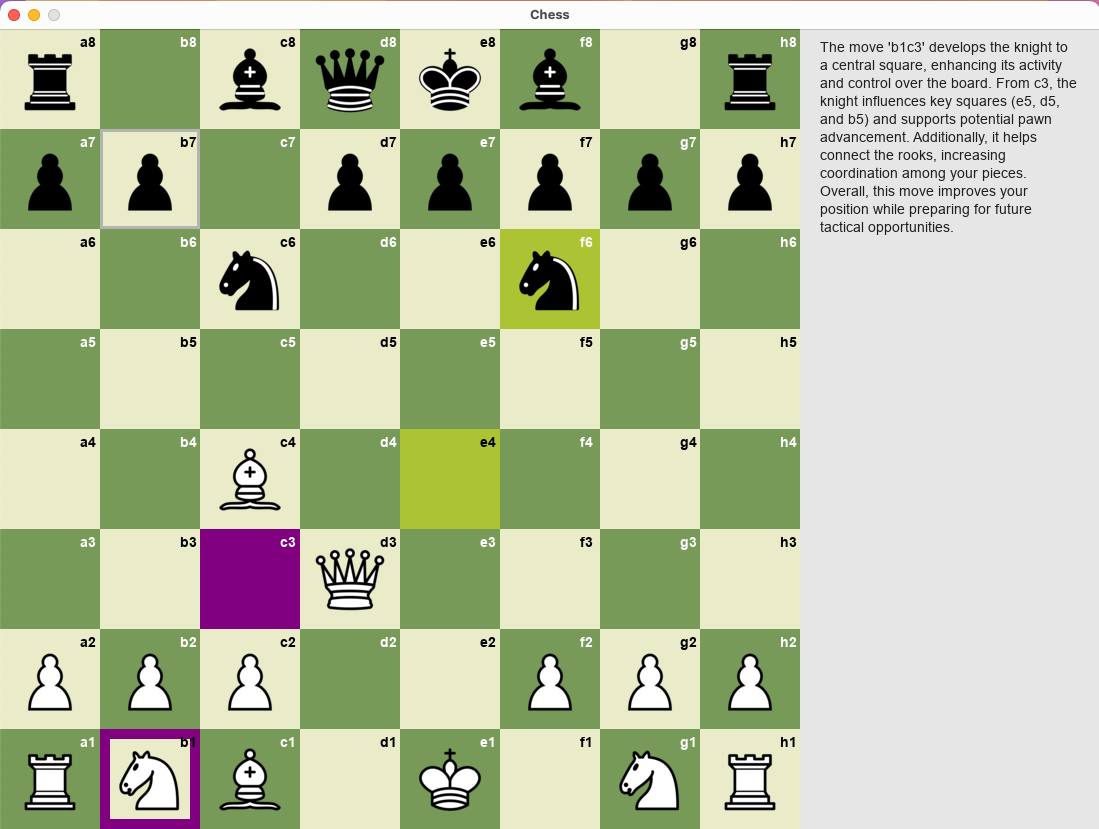 Chess
a8 b8 c8 d8 e8 f8 g8 h8
a7 b7 c7 d7 e7 f7 g7 h7
a6 b6 c6 d6 e6 f6 g6 h6
a5 b5 c5 d5 e5 f5 g5 h5
a4 b4 c4 d4 e4 f4 g4 h4
a3 b3 c3 d3 e3 f3 g3 h3
a2 b2 c2 d2 e2 f2 g2 h2
a1 b1 c1 d1 e1 f1 g1 h1
The move 'b1c3' develops the knight to
a central square, enhancing its activity
and control over the board. From c3, the
knight influences key squares (e5, d5,
and b5) and supports potential pawn
advancement. Additionally, it helps
connect the rooks, increasing
coordination among your pieces.
Overall, this move improves your
position while preparing for future
tactical opportunities.